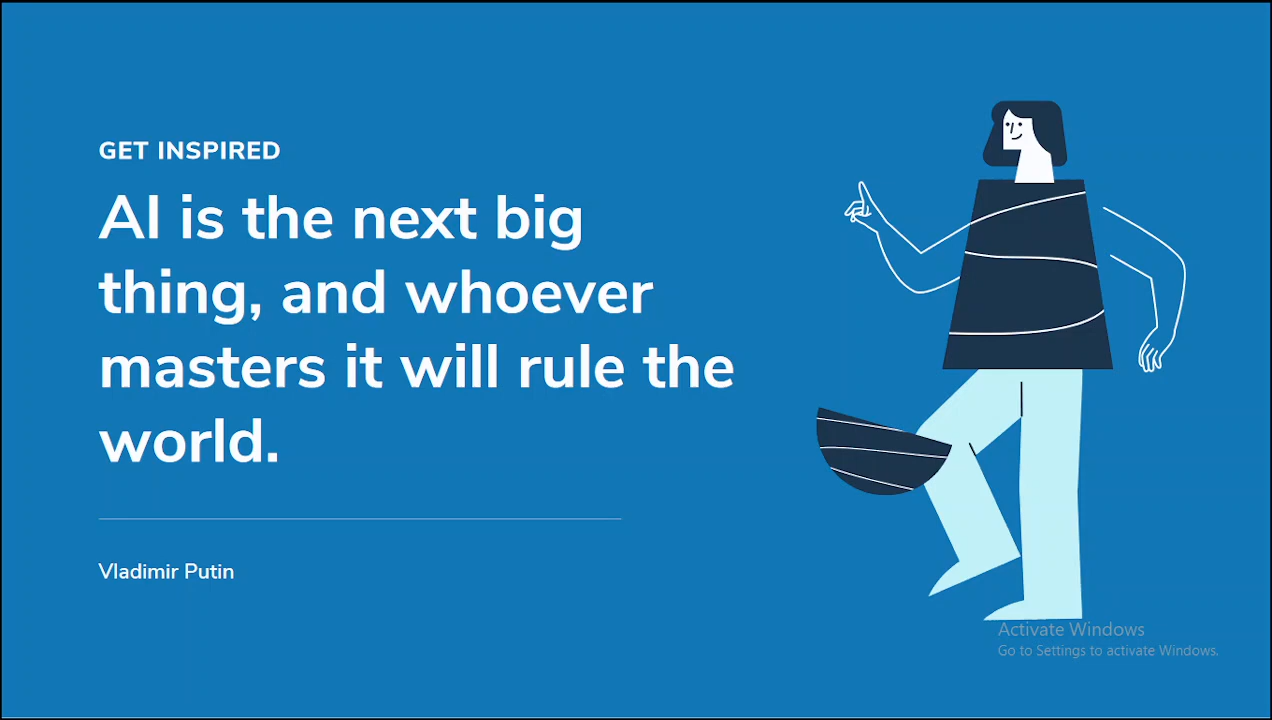 GET INSPIRED
AI is the next big
thing, and whoever
masters it will rule the
world.
Vladimir Putin
Activate Windows
Go to Settings to activate Windows.